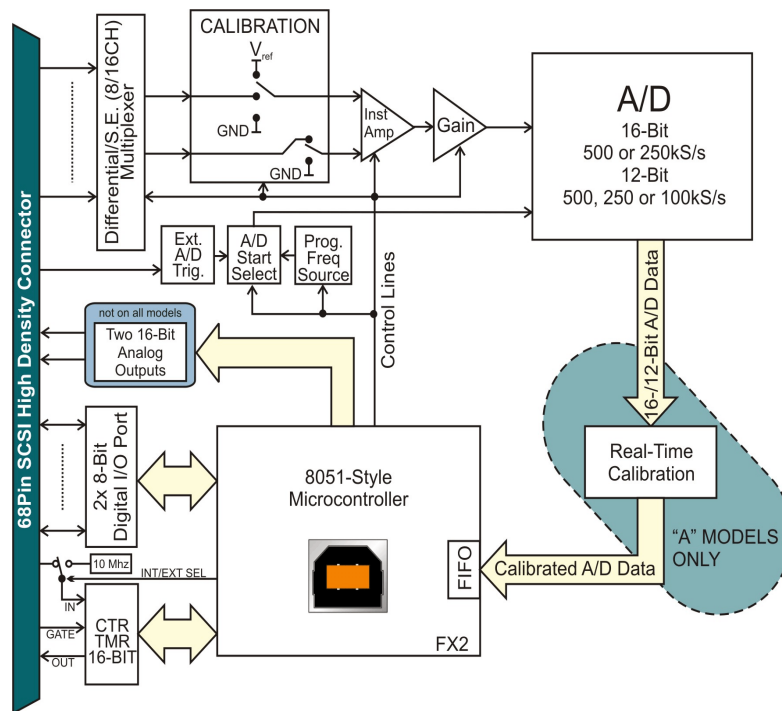 68Pin SCSI High Density Connector
Differential/S.E. (8/16CH)
Multiplexer
CALIBRATION
Vref
GND
GND
Inst
Amp
Gain
A/D
16-Bit
500 or 250kS/s
12-Bit
500, 250 or 100kS/s
Ext.
A/D
Trig.
A/D
Start
Select
Prog.
Freq
Source
Control Lines
16-/12-Bit A/D Data
not on all models
Two 16-Bit
Analog
Outputs
2x 8-Bit
Digital I/O Port
8051-Style
Microcontroller
Real-Time
Calibration
"A" MODELS
ONLY
FIFO
Calibrated A/D Data
10 Mhz
INT/EXT SEL
IN
GATE
OUT
CTR
TMR
16-BIT
FX2